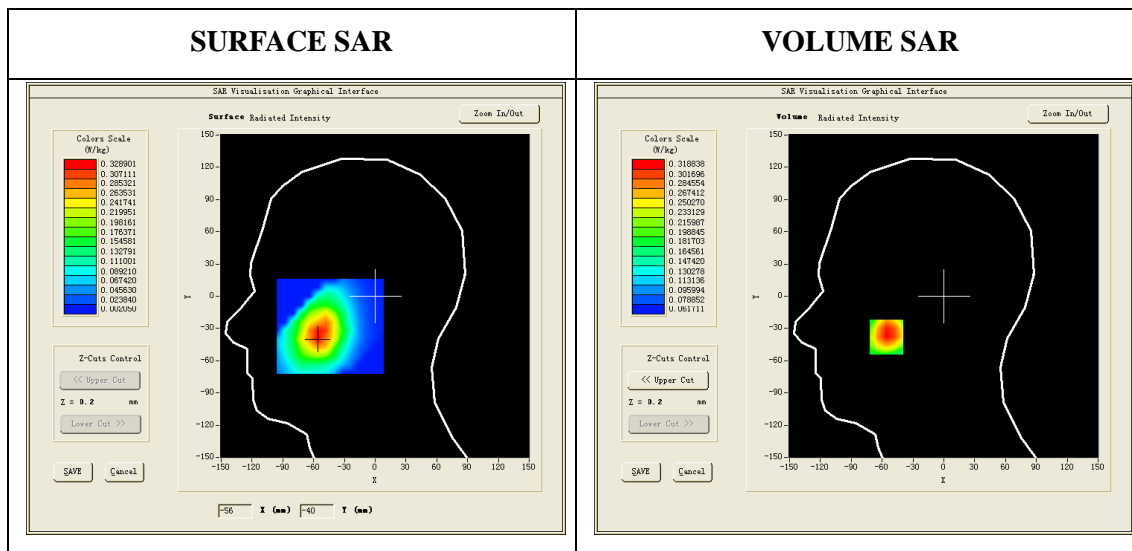 SURFACE SAR
SAR Visualisation Graphical Interface
Surface Radiated Intensity
Zoom In/Out
Colors Scale
(W/kg)
0.328901
0.307111
0.285321
0.263531
0.241741
0.219951
0.198161
0.176371
0.154581
0.132791
0.111001
0.089210
0.067420
0.045630
0.023840
0.002050
150
120
90
60
30
0
-30
-60
-90
-120
-150
Y
-150 -120 -90 -60 -30 0 30 60 90 120 150
X
Z-Cuts Control
<< Upper Cut
Z = 0.2 mm
Lower Cut >>
SAVE Cancel
-56 X (mm) -40 Y (mm)
VOLUME SAR
SAR Visualisation Graphical Interface
Volume Radiated Intensity
Zoom In/Out
Colors Scale
(W/kg)
0.318838
0.301696
0.284554
0.267412
0.250270
0.233129
0.215987
0.198845
0.181703
0.164561
0.147420
0.130278
0.113136
0.095994
0.078852
0.061711
150
120
90
60
30
0
-30
-60
-90
-120
-150
Y
-150 -120 -90 -60 -30 0 30 60 90 120 150
X
Z-Cuts Control
<< Upper Cut
Z = 0.2 mm
Lower Cut >>
SAVE Cancel